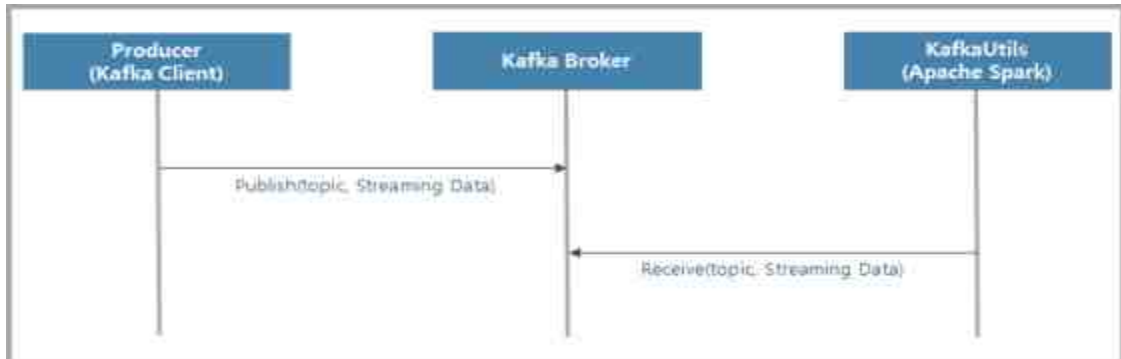 Producer
(Kafka Client)
Kafka Broker
KafkaUtils
(Apache Spark)
Publish(topic, Streaming Data)
Receive(topic, Streaming Data)